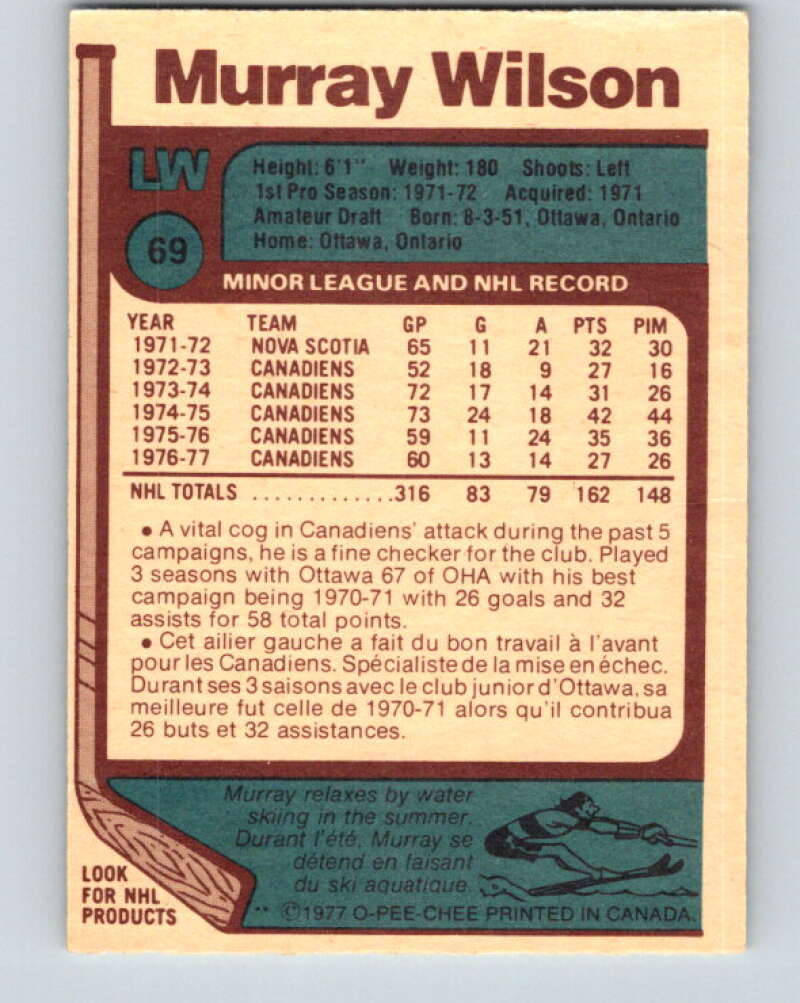 Murray Wilson
LW
69
Height: 6'1" Weight: 180 Shoots: Left
1st Pro Season: 1971-72 Acquired: 1971
Amateur Draft Born: 8-3-51, Ottawa, Ontario
Home: Ottawa, Ontario
MINOR LEAGUE AND NHL RECORD
YEAR TEAM GP G A PTS PIM
1971-72 NOVA SCOTIA 65 11 21 32 30
1972-73 CANADIENS 52 18 9 27 16
1973-74 CANADIENS 72 17 14 31 26
1974-75 CANADIENS 73 24 18 42 44
1975-76 CANADIENS 59 11 24 35 36
1976-77 CANADIENS 60 13 14 27 26
NHL TOTALS .............316 83 79 162 148
• A vital cog in Canadiens' attack during the past 5
campaigns, he is a fine checker for the club. Played
3 seasons with Ottawa 67 of OHA with his best
campaign being 1970-71 with 26 goals and 32
assists for 58 total points.
• Cet ailier gauche a fait du bon travail à l'avant
pour les Canadiens. Spécialiste de la mise en échec.
Durant ses 3 saisons avec le club junior d'Ottawa, sa
meilleure fut celle de 1970-71 alors qu'il contribua
26 buts et 32 assistances.
Murray relaxes by water
skiing in the summer.
Durant l'été, Murray se
détend en faisant
du ski aquatique.
LOOK
FOR NHL
PRODUCTS
** ©1977 O-PEE-CHEE PRINTED IN CANADA.